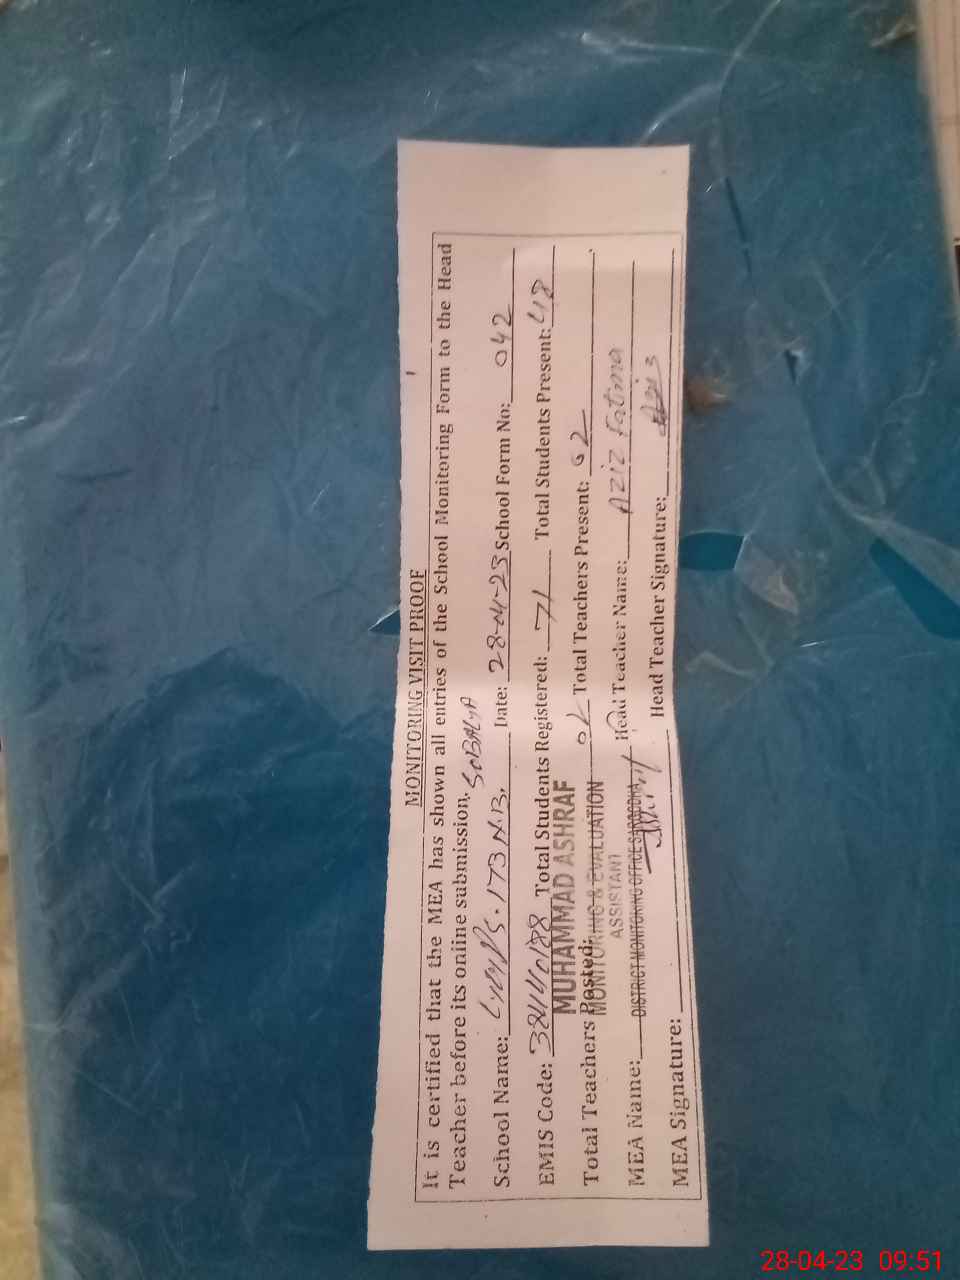 MONITORING VISIT PROOF
It is certified that the MEA has shown all entries of the School Monitoring Form to the Head
Teacher before its online submission. SOBALYA
School Name: 173 N.B, Date: 28-04-23 School Form No: 042
EMIS Code: 38440188 Total Students Registered: 71 Total Students Present: 48
Total Teachers Posted: 02 Total Teachers Present: 02
MUHAMMAD ASHRAF
MONITORING & EVALUATION
ASSISTANT
DISTRICT MONITORING OFFICE SARGODHA
MEA Name: Head Teacher Name: Aziz Fatima
MEA Signature: Head Teacher Signature:
28-04-23 09:51